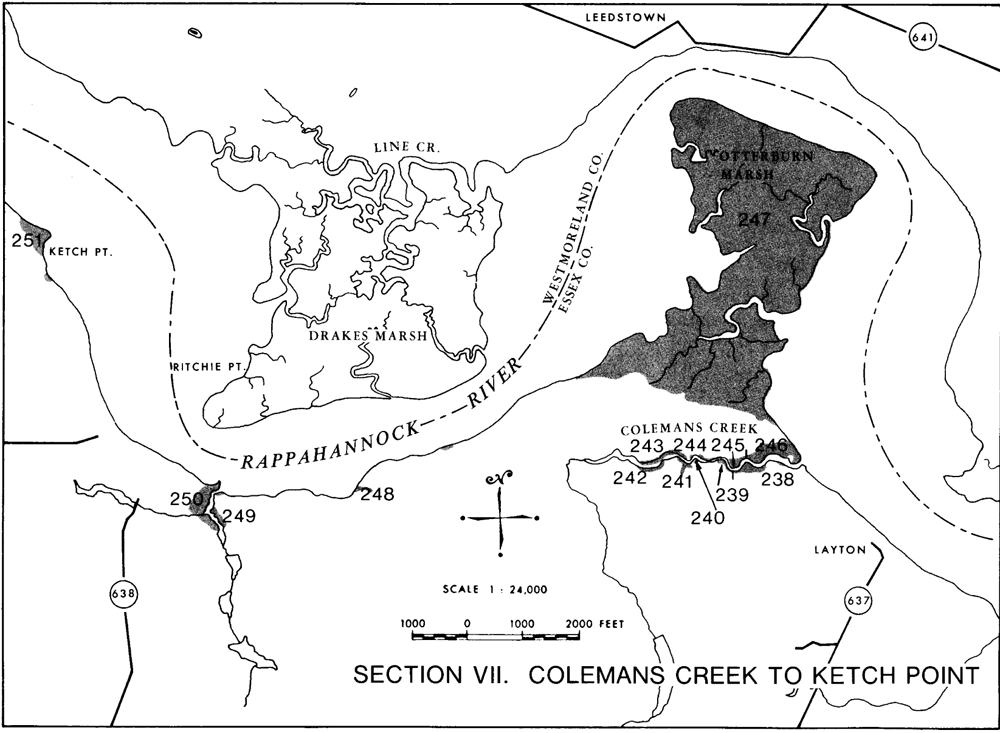 LEEDSTOWN
641
LINE CR.
OTTERBURN
MARSH
247
WESTMORELAND CO.
ESSEX CO.
251
KETCH PT.
DRAKES MARSH
RITCHIE PT.
RAPPAHANNOCK RIVER
COLEMANS CREEK
243 244 245 246
242 241 239 238
240
250
249
248
N
LAYTON
638
637
SCALE 1 : 24,000
1000 0 1000 2000 FEET
SECTION VII. COLEMANS CREEK TO KETCH POINT